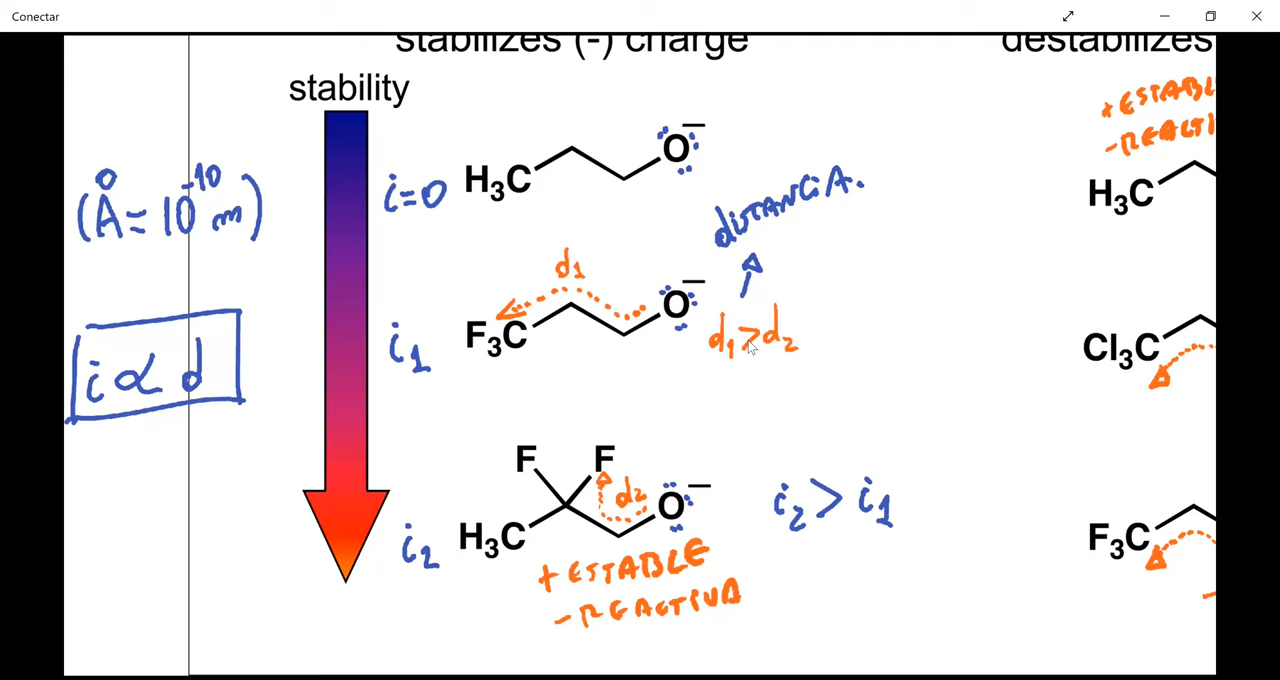 Conectar
stabilizes (-) charge
destabilizes
stability
+ ESTABL
- REACTI
(Å = 10⁻¹⁰ m)
i=0
H₃C
O⁻
H₃C
DISTANCIA.
d₁
i₁
F₃C
O⁻
d₁>d₂
Cl₃C
i ∝ d
F
F
d₂
i₂
H₃C
O⁻
i₂ > i₁
F₃C
+ ESTABLE
- REACTIVA